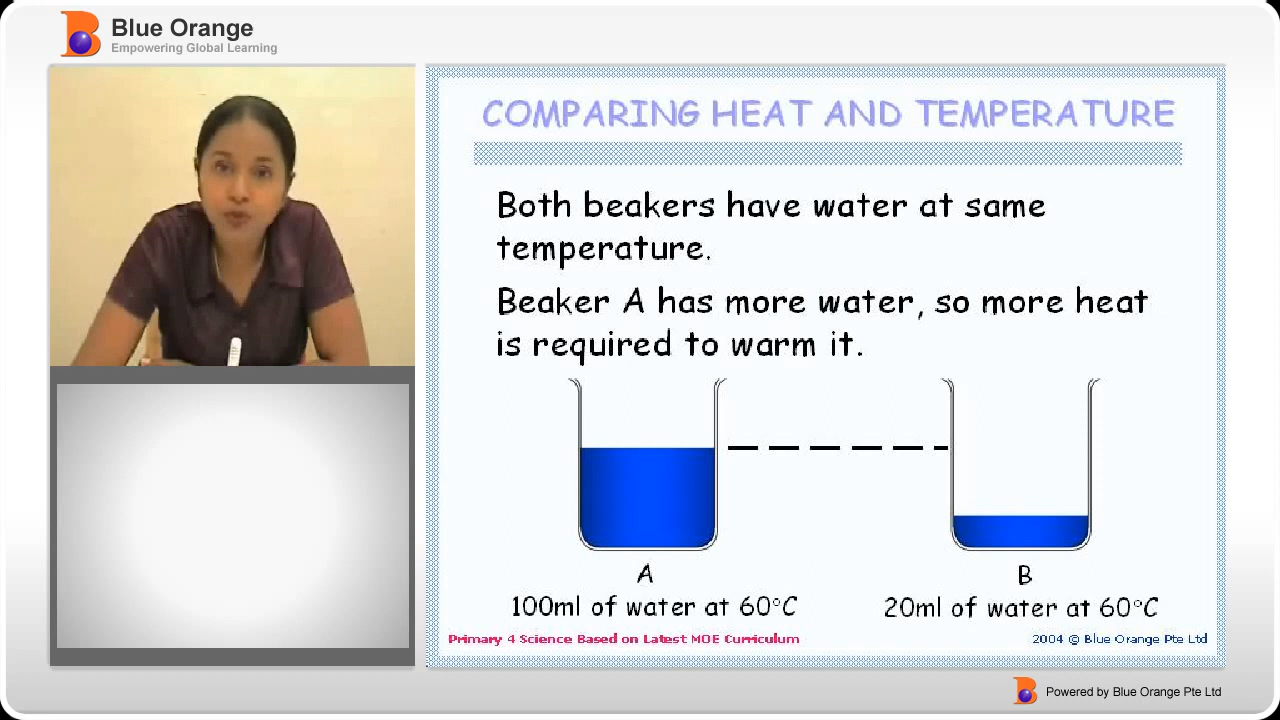 Blue Orange
Empowering Global Learning
COMPARING HEAT AND TEMPERATURE
Both beakers have water at same
temperature.
Beaker A has more water, so more heat
is required to warm it.
A
100ml of water at 60°C
B
20ml of water at 60°C
Primary 4 Science Based on Latest MOE Curriculum
2004 © Blue Orange Pte Ltd
Powered by Blue Orange Pte Ltd